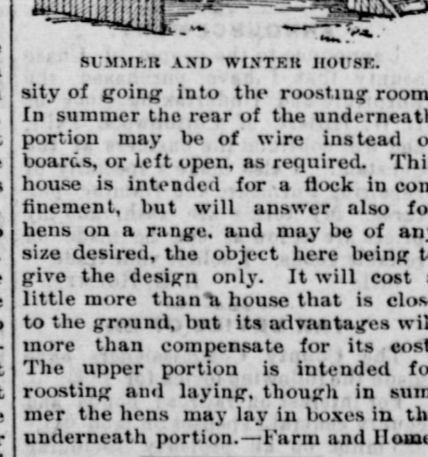 SUMMER AND WINTER HOUSE.
sity of going into the roosting room
In summer the rear of the underneat
portion may be of wire instead o
boards, or left open, as required. Thi
house is intended for a flock in con
finement, but will answer also fo
hens on a range. and may be of an
size desired, the object here being t
give the design only. It will cost
little more than a house that is clos
to the ground, but its advantages wil
more than compensate for its cost
The upper portion is intended fo
roosting and laying, though in sum
mer the hens may lay in boxes in th
underneath portion.—Farm and Home